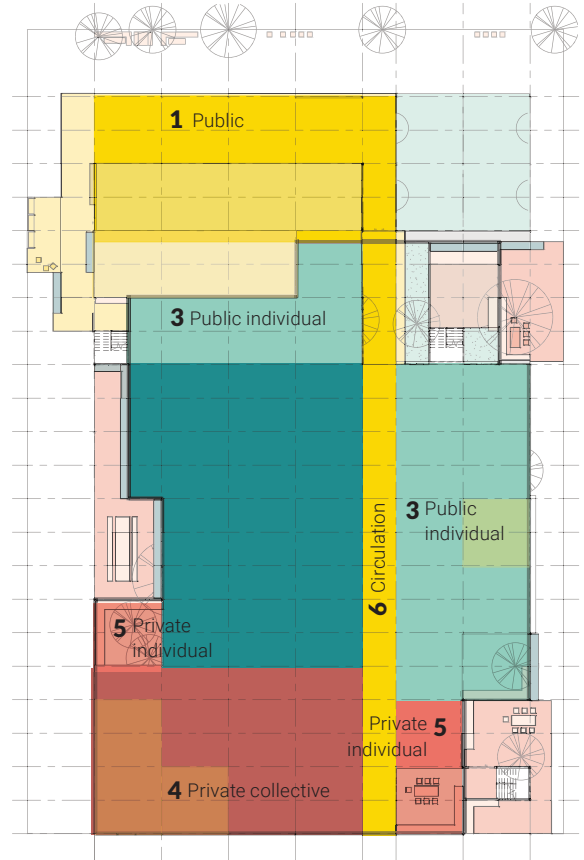 1 Public
3 Public individual
3 Public
individual
6 Circulation
5 Private
individual
Private 5
individual
4 Private collective